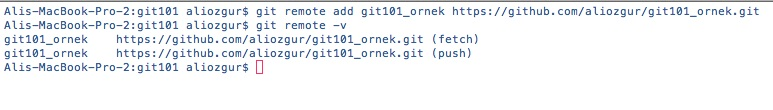 Alis-MacBook-Pro-2:git101 aliozgur$ git remote add git101_ornek https://github.com/aliozgur/git101_ornek.git
Alis-MacBook-Pro-2:git101 aliozgur$ git remote -v
git101_ornek    https://github.com/aliozgur/git101_ornek.git (fetch)
git101_ornek    https://github.com/aliozgur/git101_ornek.git (push)
Alis-MacBook-Pro-2:git101 aliozgur$